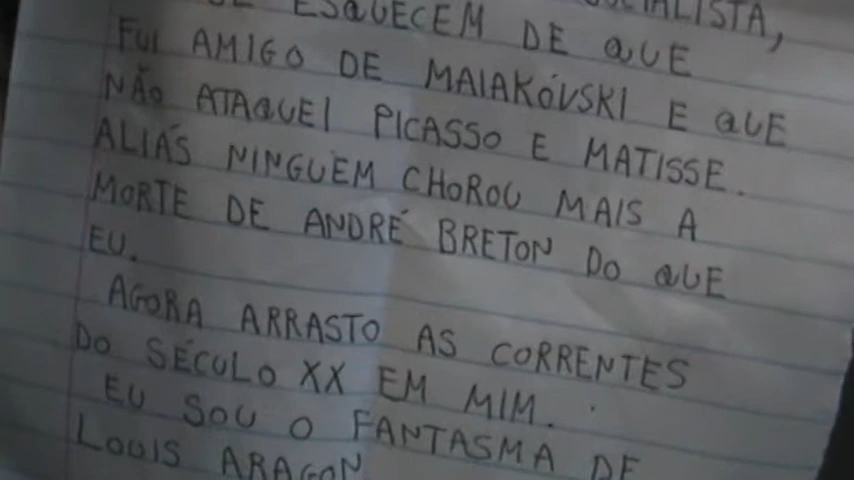 ESQUECEM DE QUE
FUI AMIGO DE MAIAKÓVSKI E QUE
NÃO ATAQUEI PICASSO E MATISSE.
ALIÁS NINGUEM CHOROU MAIS A
MORTE DE ANDRÉ BRETON DO QUE
EU.
AGORA ARRASTO AS CORRENTES
DO SÉCULO XX EM MIM.
EU SOU O FANTASMA DE
LOUIS ARAGON